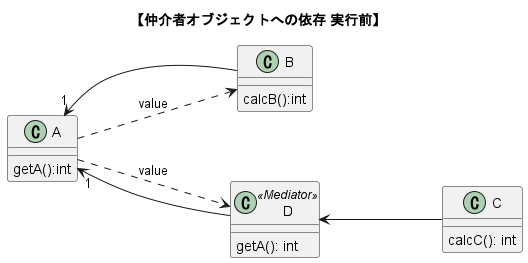 【仲介者オブジェクトへの依存 実行前】
C B
calcB():int
1
value
C A
getA():int
value
1
«Mediator»
C D
getA(): int
C C
calcC(): int